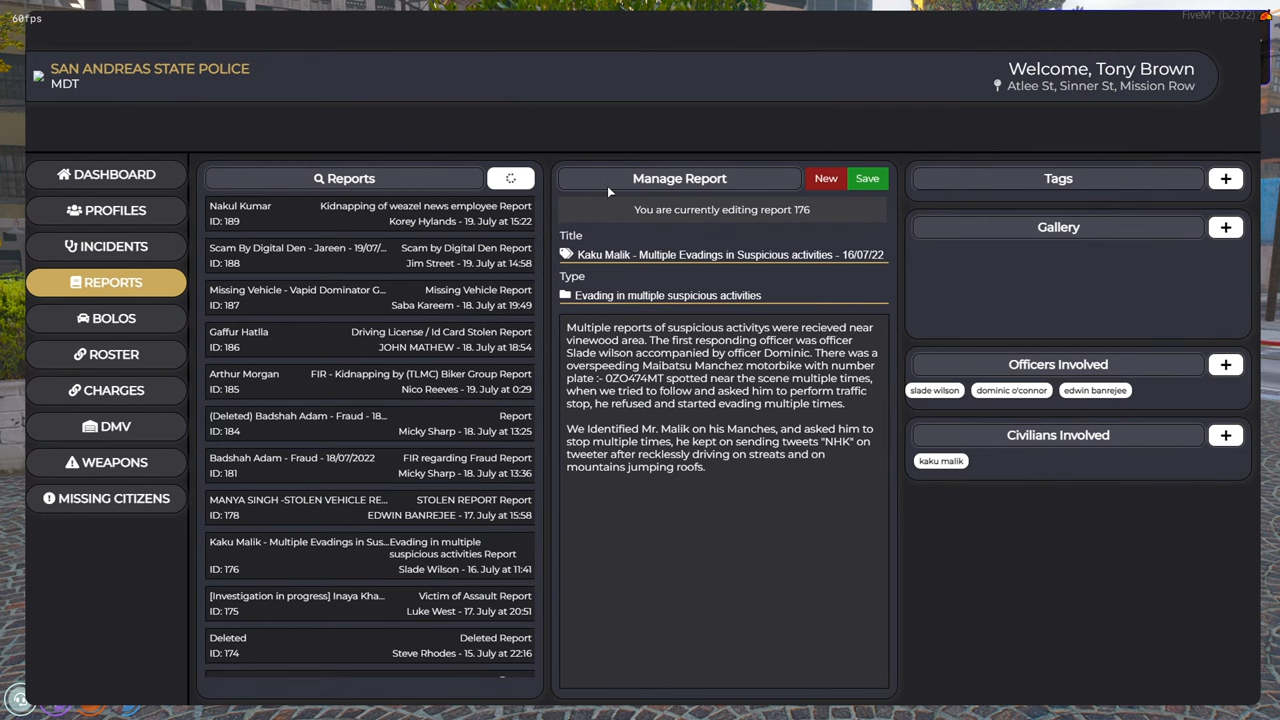 60fps
FiveM* (b2372)
SAN ANDREAS STATE POLICE
MDT
Welcome, Tony Brown
Atlee St, Sinner St, Mission Row
DASHBOARD
PROFILES
INCIDENTS
REPORTS
BOLOS
ROSTER
CHARGES
DMV
WEAPONS
MISSING CITIZENS
Reports
Nakul Kumar Kidnapping of weazel news employee Report
ID: 189 Korey Hylands - 19. July at 15:22
Scam By Digital Den - Jareen - 19/07/... Scam by Digital Den Report
ID: 188 Jim Street - 19. July at 14:58
Missing Vehicle - Vapid Dominator G... Missing Vehicle Report
ID: 187 Saba Kareem - 18. July at 19:49
Gaffur Hatlla Driving License / Id Card Stolen Report
ID: 186 JOHN MATHEW - 18. July at 18:54
Arthur Morgan FIR - Kidnapping by (TLMC) Biker Group Report
ID: 185 Nico Reeves - 19. July at 0:29
(Deleted) Badshah Adam - Fraud - 18... Report
ID: 184 Micky Sharp - 18. July at 13:25
Badshah Adam - Fraud - 18/07/2022 FIR regarding Fraud Report
ID: 181 Micky Sharp - 18. July at 13:36
MANYA SINGH -STOLEN VEHICLE RE... STOLEN REPORT Report
ID: 178 EDWIN BANREJEE - 17. July at 15:58
Kaku Malik - Multiple Evadings in Sus... Evading in multiple
suspicious activities Report
ID: 176 Slade Wilson - 16. July at 11:41
[Investigation in progress] Inaya Kha... Victim of Assault Report
ID: 175 Luke West - 17. July at 20:51
Deleted Deleted Report
ID: 174 Steve Rhodes - 15. July at 22:16
Manage Report
New
Save
You are currently editing report 176
Title
Kaku Malik - Multiple Evadings in Suspicious activities - 16/07/22
Type
Evading in multiple suspicious activities
Multiple reports of suspicious activitys were recieved near
vinewood area. The first responding officer was officer
Slade wilson accompanied by officer Dominic. There was a
overspeeding Maibatsu Manchez motorbike with number
plate :- 0ZO474MT spotted near the scene multiple times,
when we tried to follow and asked him to perform traffic
stop, he refused and started evading multiple times.
We Identified Mr. Malik on his Manches, and asked him to
stop multiple times, he kept on sending tweets "NHK" on
tweeter after recklessly driving on streats and on
mountains jumping roofs.
Tags
+
Gallery
+
Officers Involved
+
slade wilson dominic o'connor edwin banrejee
Civilians Involved
+
kaku malik